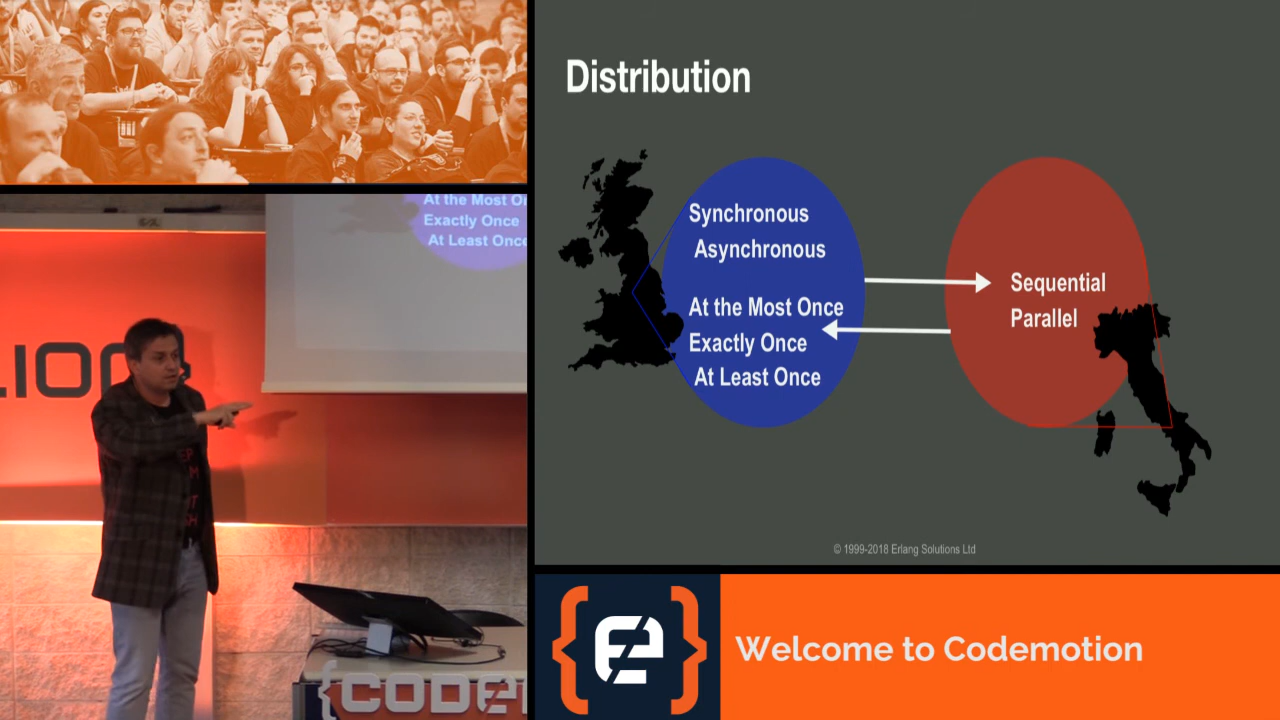 Distribution
Synchronous
Asynchronous
At the Most Once
Exactly Once
At Least Once
Sequential
Parallel
© 1999-2018 Erlang Solutions Ltd
At the Most On
Exactly Once
At Least Once
{CODE
Welcome to Codemotion